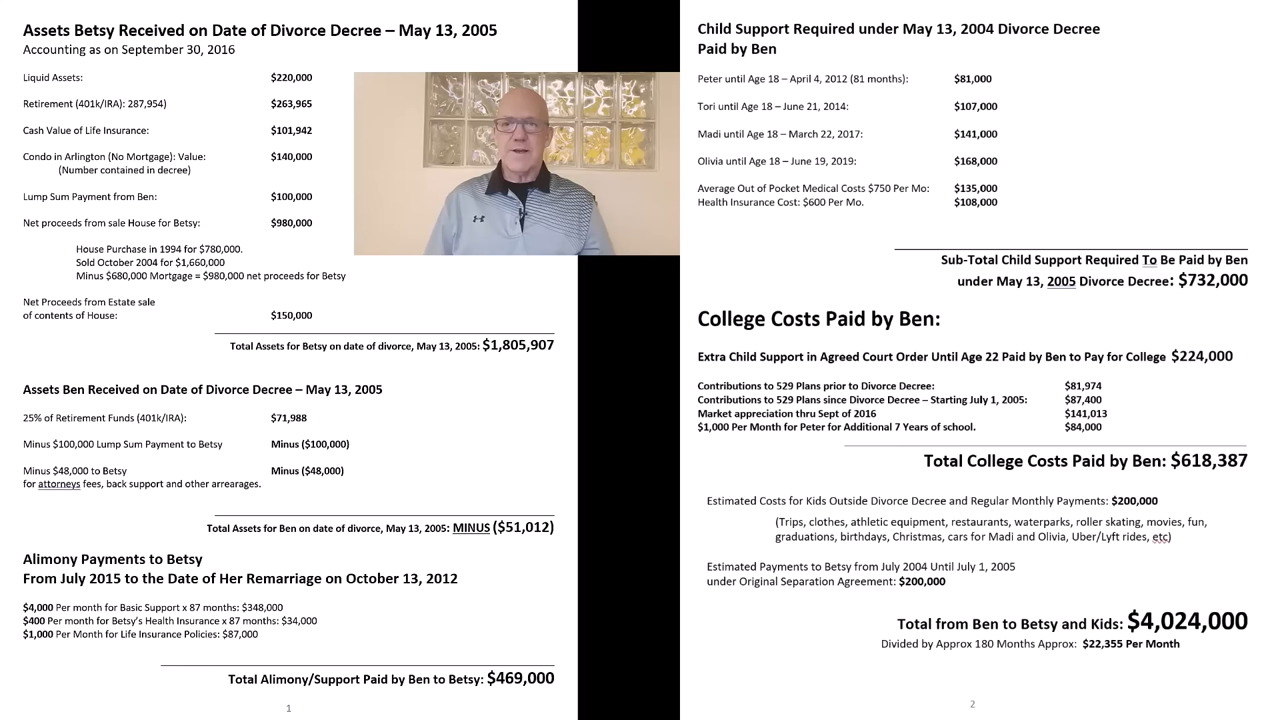 Assets Betsy Received on Date of Divorce Decree – May 13, 2005
Accounting as on September 30, 2016
Liquid Assets: $220,000
Retirement (401k/IRA): 287,954) $263,965
Cash Value of Life Insurance: $101,942
Condo in Arlington (No Mortgage): Value: $140,000
(Number contained in decree)
Lump Sum Payment from Ben: $100,000
Net proceeds from sale House for Betsy: $980,000
House Purchase in 1994 for $780,000.
Sold October 2004 for $1,660,000
Minus $680,000 Mortgage = $980,000 net proceeds for Betsy
Net Proceeds from Estate sale
of contents of House: $150,000
Total Assets for Betsy on date of divorce, May 13, 2005: $1,805,907
Assets Ben Received on Date of Divorce Decree – May 13, 2005
25% of Retirement Funds (401k/IRA): $71,988
Minus $100,000 Lump Sum Payment to Betsy Minus ($100,000)
Minus $48,000 to Betsy Minus ($48,000)
for attorneys fees, back support and other arrearages.
Total Assets for Ben on date of divorce, May 13, 2005: MINUS ($51,012)
Alimony Payments to Betsy
From July 2015 to the Date of Her Remarriage on October 13, 2012
$4,000 Per month for Basic Support x 87 months: $348,000
$400 Per month for Betsy's Health Insurance x 87 months: $34,000
$1,000 Per Month for Life Insurance Policies: $87,000
Total Alimony/Support Paid by Ben to Betsy: $469,000
1
Child Support Required under May 13, 2004 Divorce Decree
Paid by Ben
Peter until Age 18 – April 4, 2012 (81 months): $81,000
Tori until Age 18 – June 21, 2014: $107,000
Madi until Age 18 – March 22, 2017: $141,000
Olivia until Age 18 – June 19, 2019: $168,000
Average Out of Pocket Medical Costs $750 Per Mo: $135,000
Health Insurance Cost: $600 Per Mo. $108,000
Sub-Total Child Support Required To Be Paid by Ben
under May 13, 2005 Divorce Decree: $732,000
College Costs Paid by Ben:
Extra Child Support in Agreed Court Order Until Age 22 Paid by Ben to Pay for College $224,000
Contributions to 529 Plans prior to Divorce Decree: $81,974
Contributions to 529 Plans since Divorce Decree – Starting July 1, 2005: $87,400
Market appreciation thru Sept of 2016 $141,013
$1,000 Per Month for Peter for Additional 7 Years of school. $84,000
Total College Costs Paid by Ben: $618,387
Estimated Costs for Kids Outside Divorce Decree and Regular Monthly Payments: $200,000
(Trips, clothes, athletic equipment, restaurants, waterparks, roller skating, movies, fun,
graduations, birthdays, Christmas, cars for Madi and Olivia, Uber/Lyft rides, etc)
Estimated Payments to Betsy from July 2004 Until July 1, 2005
under Original Separation Agreement: $200,000
Total from Ben to Betsy and Kids: $4,024,000
Divided by Approx 180 Months Approx: $22,355 Per Month
2